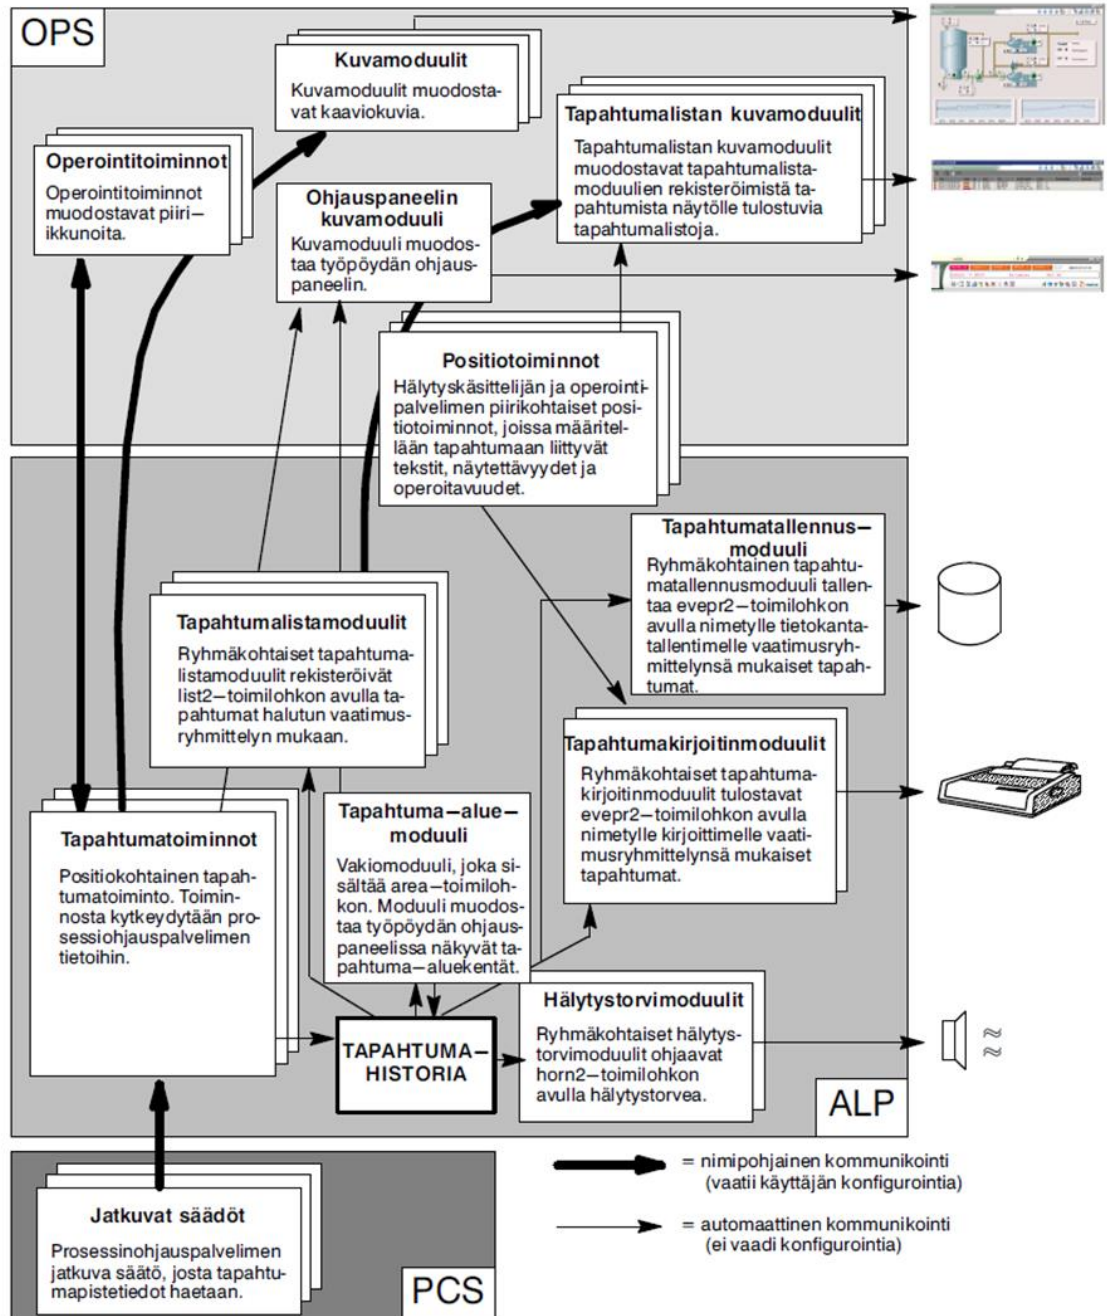 OPS
Kuvamoduulit
Kuvamoduulit muodosta-
vat kaaviokuvia.
Tapahtumalistan kuvamoduulit
Tapahtumalistan kuvamoduulit
muodostavat tapahtumalista-
moduulien rekisteröimistä ta-
pahtumista näytölle tulostuvia
tapahtumalistoja.
Operointitoiminnot
Operointitoiminnot
muodostavat piiri–
ikkunoita.
Ohjauspaneelin
kuvamoduuli
Kuvamoduuli muodos-
taa työpöydän ohjaus-
paneelin.
Positiotoiminnot
Hälytyskäsittelijän ja operointi-
palvelimen piirikohtaiset posi-
tiotoiminnot, joissa määritel-
lään tapahtumaan liittyvät
tekstit, näytettävyydet ja
operoitavuudet.
Tapahtumatallennus–
moduuli
Ryhmäkohtainen tapahtu-
matallennusmoduuli tallen-
taa evepr2–toimilohkon
avulla nimetylle tietokanta-
tallentimelle vaatimusryh-
mittelynsä mukaiset tapah-
tumat.
Tapahtumalistamoduulit
Ryhmäkohtaiset tapahtuma-
listamoduulit rekisteröivät
list2–toimilohkon avulla ta-
pahtumat halutun vaatimus-
ryhmittelyn mukaan.
Tapahtumakirjoitinmoduulit
Ryhmäkohtaiset tapahtuma-
kirjoitinmoduulit tulostavat
evepr2–toimilohkon avulla
nimetylle kirjoittimelle vaati-
musryhmittelynsä mukaiset
tapahtumat.
Tapahtumatoiminnot
Positiokohtainen tapah-
tumatoiminto. Toimin-
nosta kytkeydytään pro-
sessiohjauspalvelimen
tietoihin.
Tapahtuma–alue–
moduuli
Vakiomoduuli, joka si-
sältää area–toimiloh-
kon. Moduuli muodos-
taa työpöydän ohjaus-
paneelissa näkyvät ta-
pahtuma–aluekentät.
Hälytystorvimoduulit
Ryhmäkohtaiset hälytys-
torvimoduulit ohjaavat
horn2–toimilohkon
avulla hälytystorvea.
TAPAHTUMA–
HISTORIA
ALP
Jatkuvat säädöt
Prosessinohjauspalvelimen
jatkuva säätö, josta tapahtu-
mapistetiedot haetaan.
PCS
= nimipohjainen kommunikointi
(vaatii käyttäjän konfigurointia)
= automaattinen kommunikointi
(ei vaadi konfigurointia)